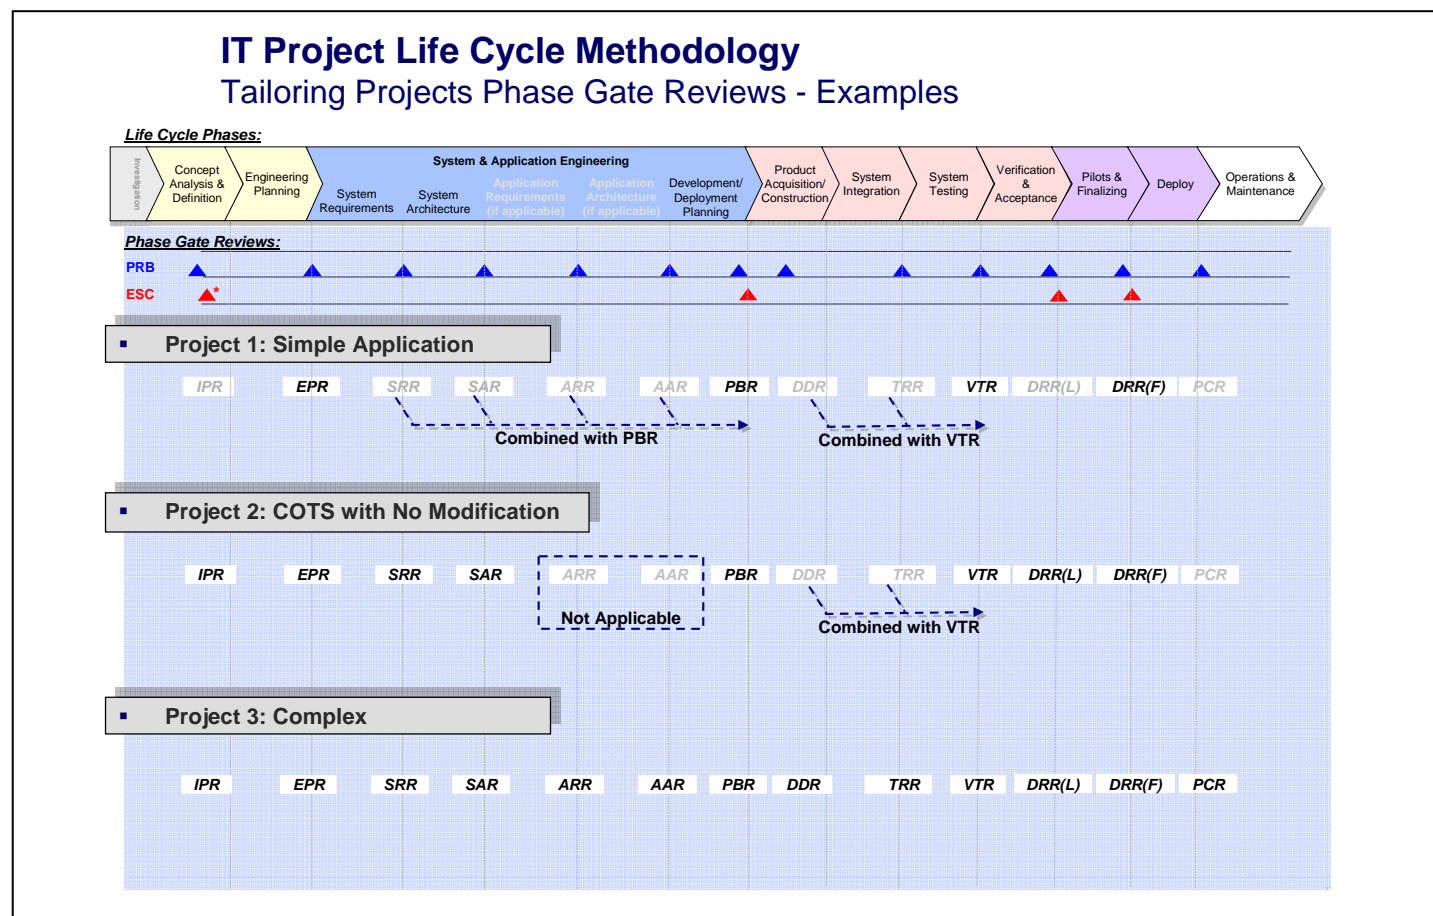 IT Project Life Cycle Methodology
Tailoring Projects Phase Gate Reviews - Examples
Life Cycle Phases:
Investigation
Concept
Analysis &
Definition
Engineering
Planning
System & Application Engineering
System
Requirements
System
Architecture
Application
Requirements
(if applicable)
Application
Architecture
(if applicable)
Development/
Deployment
Planning
Product
Acquisition/
Construction
System
Integration
System
Testing
Verification
&
Acceptance
Pilots &
Finalizing
Deploy
Operations &
Maintenance
Phase Gate Reviews:
PRB
ESC
*
▪ Project 1: Simple Application
IPR EPR SRR SAR ARR AAR PBR DDR TRR VTR DRR(L) DRR(F) PCR
Combined with PBR
Combined with VTR
▪ Project 2: COTS with No Modification
IPR EPR SRR SAR ARR AAR PBR DDR TRR VTR DRR(L) DRR(F) PCR
Not Applicable
Combined with VTR
▪ Project 3: Complex
IPR EPR SRR SAR ARR AAR PBR DDR TRR VTR DRR(L) DRR(F) PCR